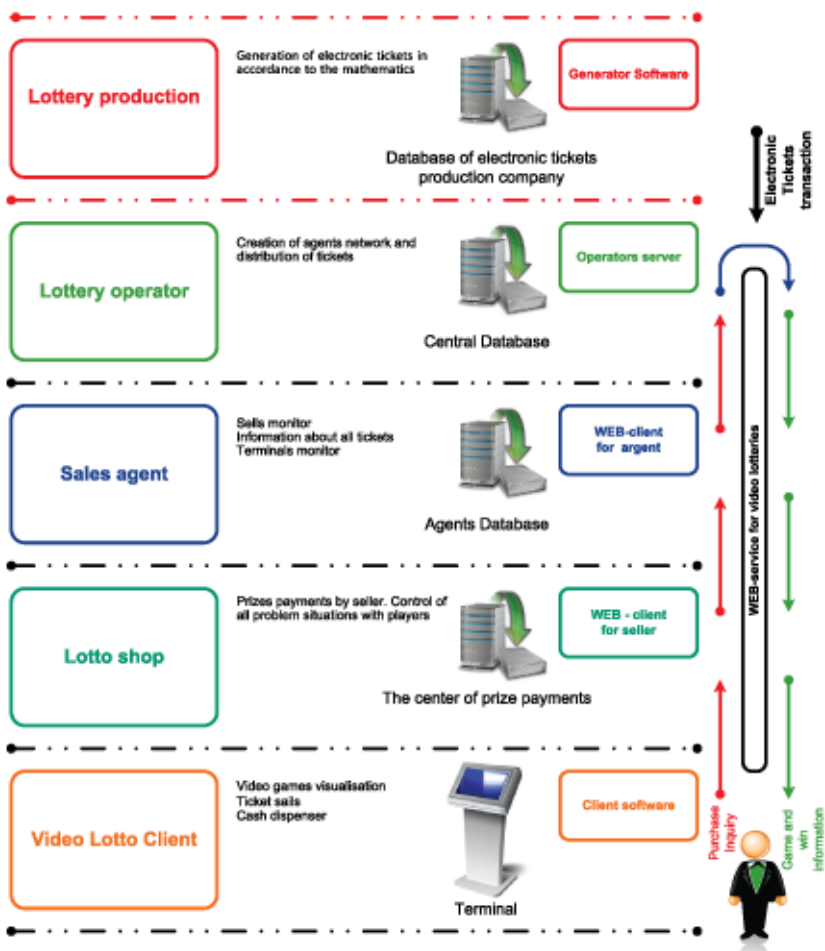 Lottery production
Generation of electronic tickets in
accordance to the mathematics
Generator Software
Database of electronic tickets
production company
Electronic
Tickets
transaction
Lottery operator
Creation of agents network and
distribution of tickets
Operators server
Central Database
Sales agent
Sells monitor
Information about all tickets
Terminals monitor
WEB-client
for argent
Agents Database
WEB-service for video lotteries
Lotto shop
Prizes payments by seller. Control of
all problem situations with players
WEB - client
for seller
The center of prize payments
Video Lotto Client
Video games visualisation
Ticket sails
Cash dispenser
Client software
Terminal
Purchase
Inquiry
Game and
win
information